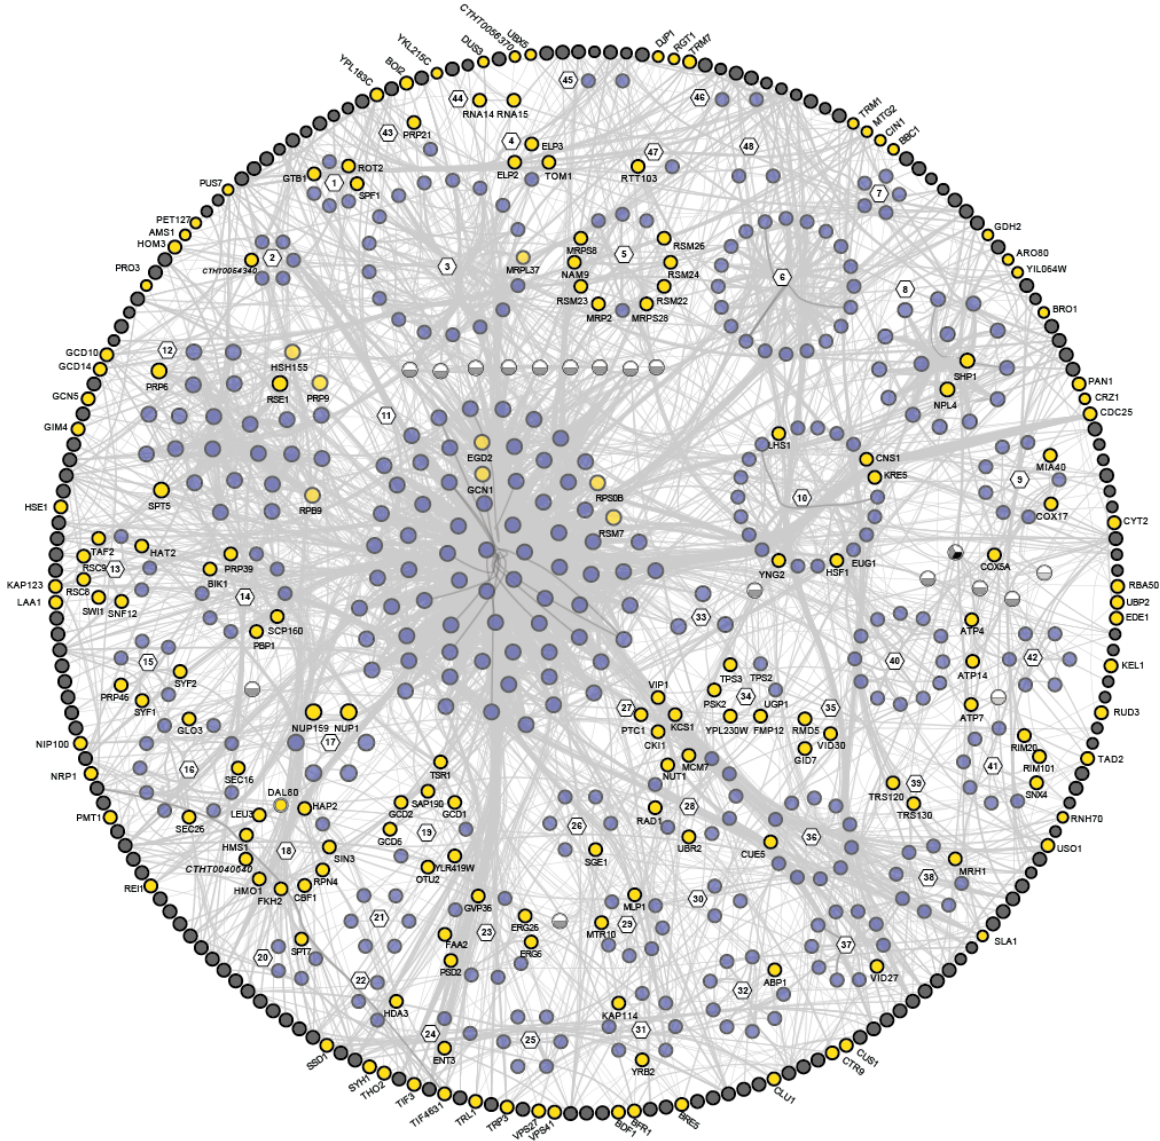 CTHT0056370
UBX5
DUS3
YKL215C
BOI2
YPL183C
DJP1
RGT1
TRM7
45
46
44
RNA14
RNA15
TRM1
MTG2
CIN1
BBC1
43
PRP21
4
ELP3
ELP2
TOM1
47
RTT103
48
PUS7
GTB1
ROT2
1
SPF1
7
PET127
AMS1
HOM3
PRO3
GDH2
ARO80
YIL064W
BRO1
2
CTHT0054340
3
MRPL37
MRPS8
NAM9
RSM23
MRP2
5
RSM26
RSM24
RSM22
MRPS28
6
8
SHP1
NPL4
GCD10
GCD14
GCN5
GIM4
12
PRP6
HSH155
RSE1
PRP9
11
PAN1
CRZ1
CDC25
EGD2
GCN1
LHS1
CNS1
KRE5
10
9
MIA40
COX17
SPT5
RPB9
RPS0B
RSM7
HSE1
CYT2
TAF2
RSC9
13
HAT2
RSC8
SWI1
SNF12
BIK1
PRP39
14
YNG2
HSF1
EUG1
COX5A
KAP123
LAA1
RBA50
UBP2
EDE1
SCP160
PBP1
33
ATP4
15
PRP46
SYF1
SYF2
40
ATP14
42
KEL1
VIP1
27
PTC1
KCS1
CKI1
TPS3
TPS2
PSK2
34
UGP1
YPL230W
FMP12
35
RMD5
VID30
GID7
ATP7
RUD3
NUP159
NUP1
17
GLO3
NIP100
RIM20
RIM101
41
SNX4
TAD2
NRP1
16
SEC16
SEC26
TSR1
NUT1
MCM7
39
TRS120
TRS130
PMT1
DAL80
LEU3
HAP2
HMS1
18
SIN3
CTHT0040640
HMO1
FKH2
CBF1
RPN4
SAP190
GCD2
GCD1
GCD6
19
OTU2
YLR419W
26
SGE1
RAD1
28
UBR2
CUE5
36
RNH70
USO1
38
MRH1
REI1
21
GVP36
23
ERG26
ERG6
FAA2
PSD2
MLP1
MTR10
29
30
37
VID27
SLA1
20
SPT7
22
HDA3
24
ENT3
25
KAP114
31
YRB2
32
ABP1
SSD1
SYH1
THO2
TIF3
TIF4631
TRL1
TRP3
VPS27
VPS41
BDF1
BFR1
BRE5
CLU1
CTR9
CUS1